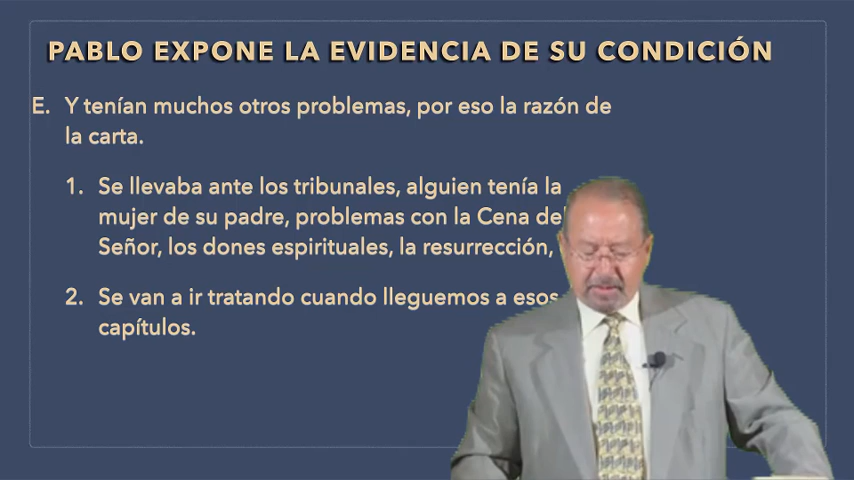 PABLO EXPONE LA EVIDENCIA DE SU CONDICIÓN
E. Y tenían muchos otros problemas, por eso la razón de
la carta.
1. Se llevaba ante los tribunales, alguien tenía la
mujer de su padre, problemas con la Cena del
Señor, los dones espirituales, la resurrección,
2. Se van a ir tratando cuando lleguemos a esos
capítulos.